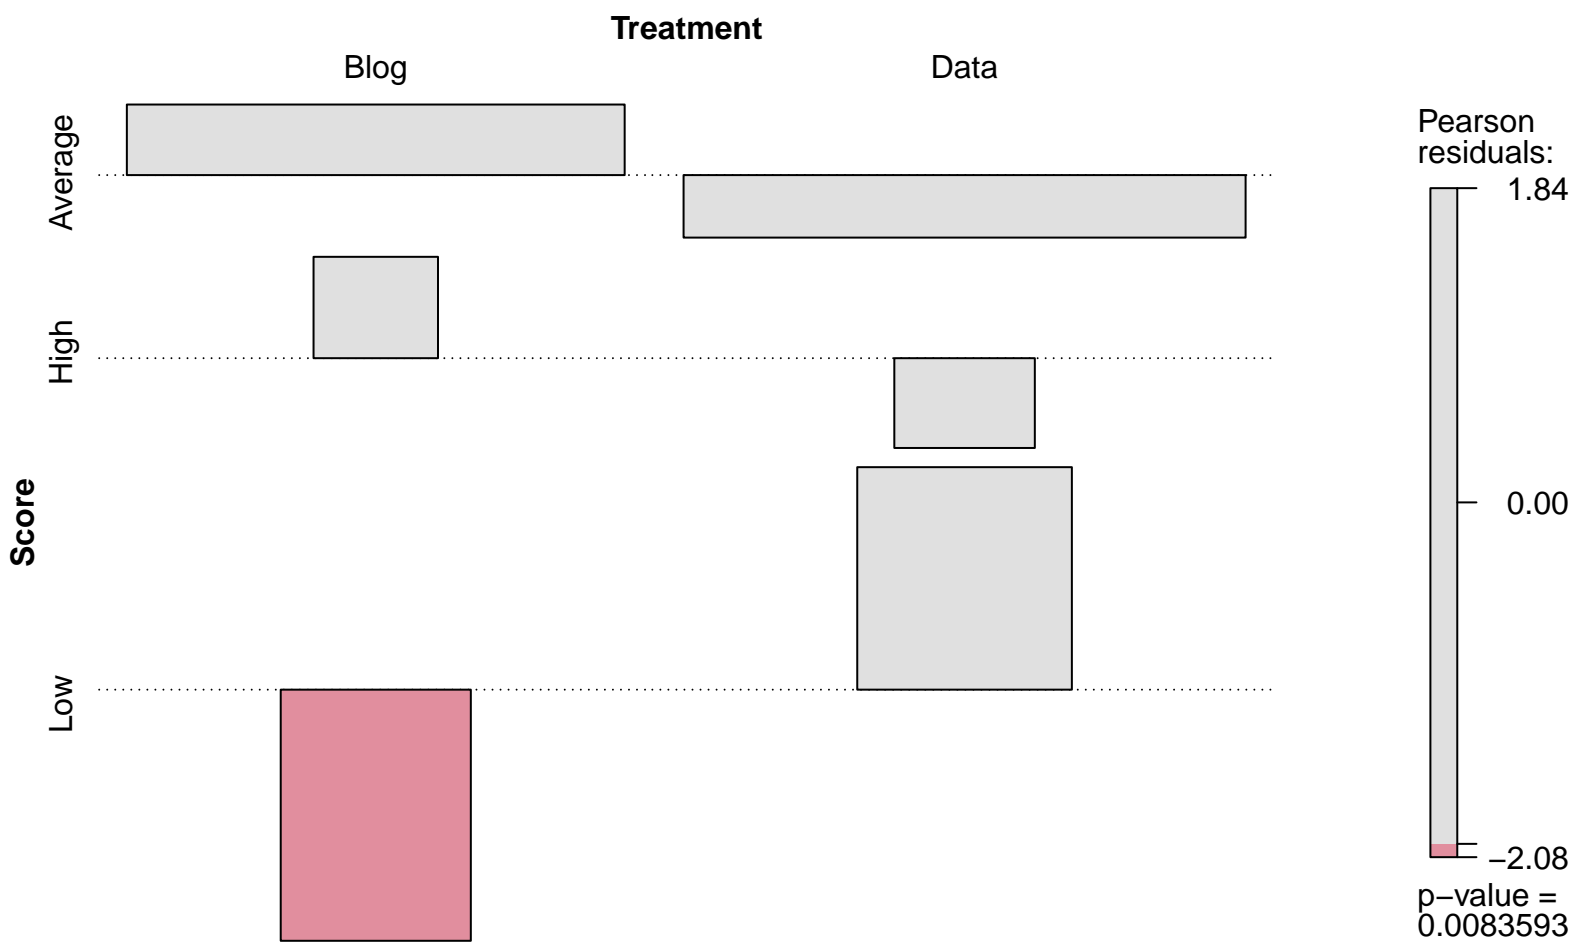 Treatment
Blog
Data
Average
High
Low
Score
Pearson
residuals:
1.84
0.00
−2.08
p−value =
0.0083593